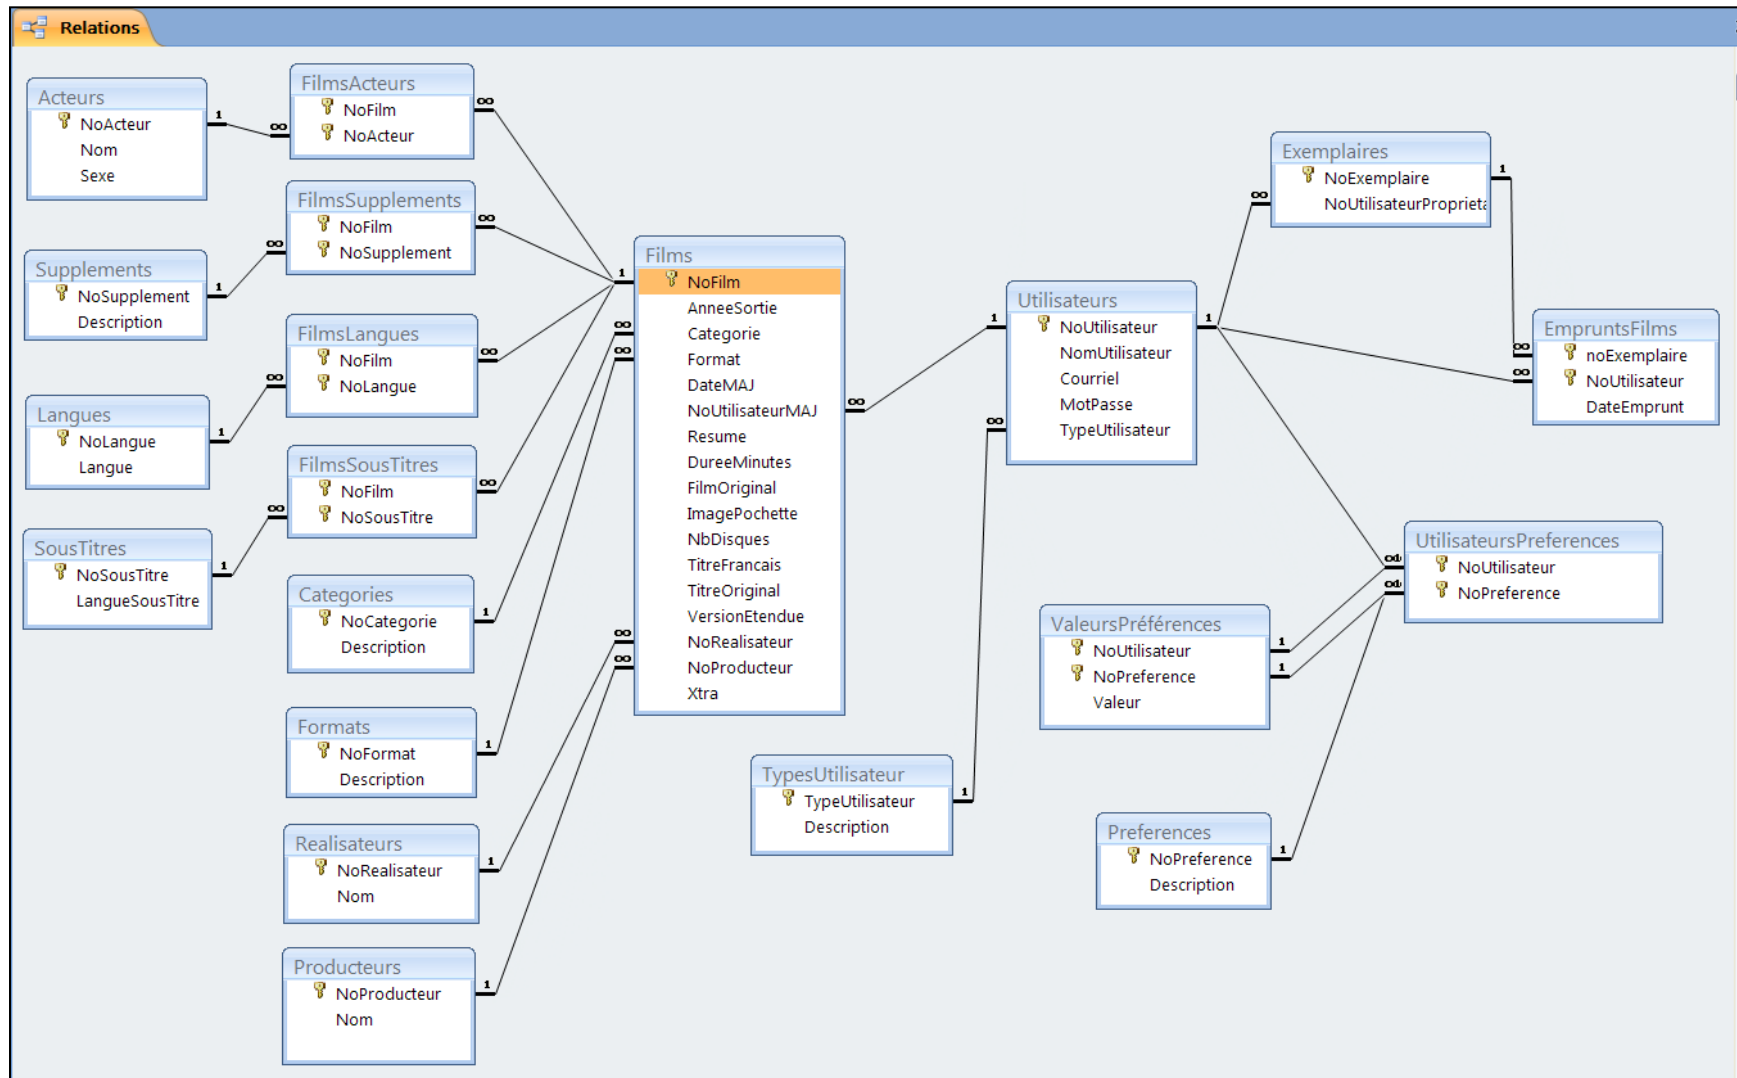 Relations
Acteurs
NoActeur
Nom
Sexe
FilmsActeurs
NoFilm
NoActeur
Supplements
NoSupplement
Description
FilmsSupplements
NoFilm
NoSupplement
Langues
NoLangue
Langue
FilmsLangues
NoFilm
NoLangue
SousTitres
NoSousTitre
LangueSousTitre
FilmsSousTitres
NoFilm
NoSousTitre
Categories
NoCategorie
Description
Formats
NoFormat
Description
Realisateurs
NoRealisateur
Nom
Producteurs
NoProducteur
Nom
Films
NoFilm
AnneeSortie
Categorie
Format
DateMAJ
NoUtilisateurMAJ
Resume
DureeMinutes
FilmOriginal
ImagePochette
NbDisques
TitreFrancais
TitreOriginal
VersionEtendue
NoRealisateur
NoProducteur
Xtra
TypesUtilisateur
TypeUtilisateur
Description
Utilisateurs
NoUtilisateur
NomUtilisateur
Courriel
MotPasse
TypeUtilisateur
Exemplaires
NoExemplaire
NoUtilisateurProprieta
EmpruntsFilms
noExemplaire
NoUtilisateur
DateEmprunt
UtilisateursPreferences
NoUtilisateur
NoPreference
ValeursPréférences
NoUtilisateur
NoPreference
Valeur
Preferences
NoPreference
Description